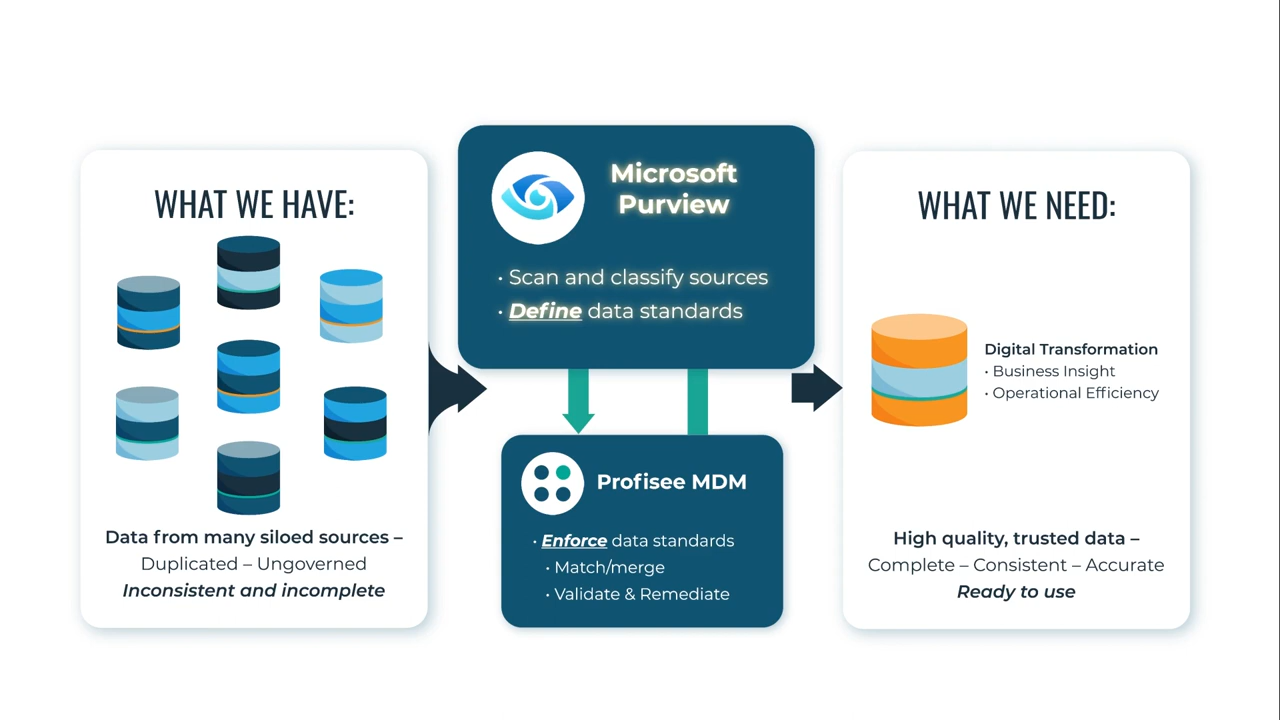 WHAT WE HAVE:
Data from many siloed sources –
Duplicated – Ungoverned
Inconsistent and incomplete
Microsoft
Purview
• Scan and classify sources
• Define data standards
Profisee MDM
• Enforce data standards
• Match/merge
• Validate & Remediate
WHAT WE NEED:
Digital Transformation
• Business Insight
• Operational Efficiency
High quality, trusted data –
Complete – Consistent – Accurate
Ready to use